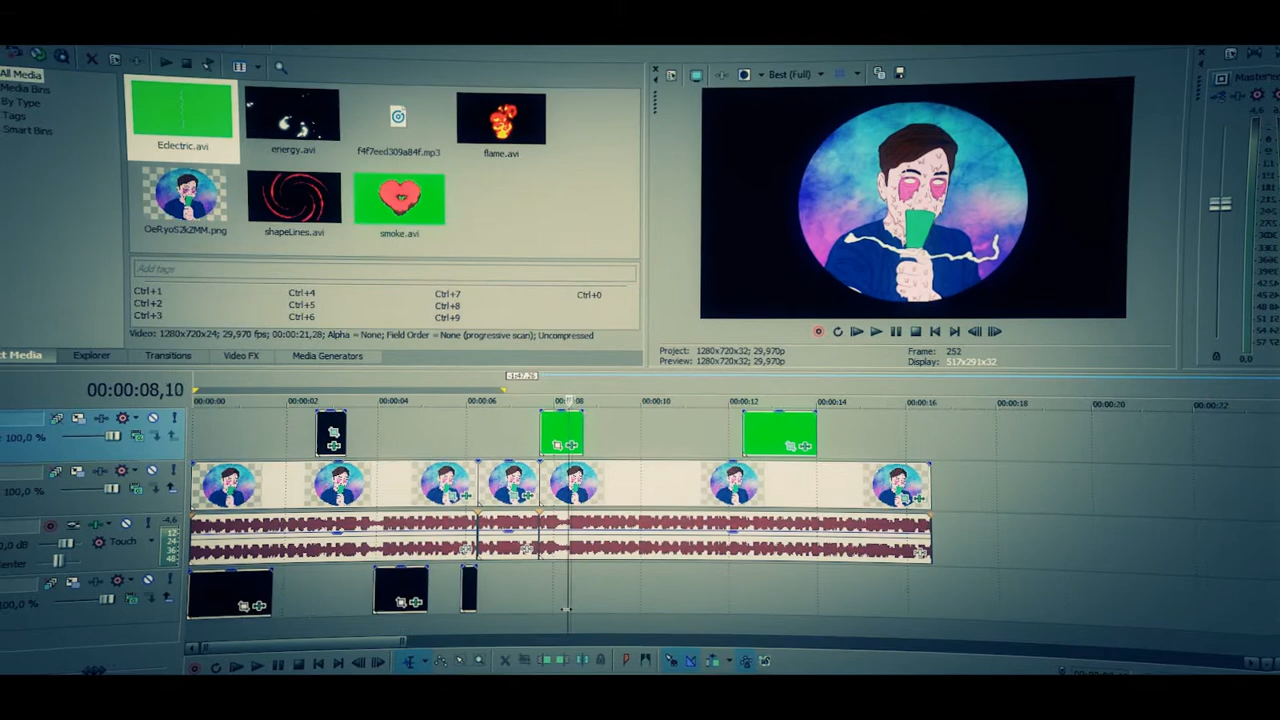 All Media
Media Bins
By Type
Tags
Smart Bins
Eclectric.avi
energy.avi
f4f7eed309a84f.mp3
flame.avi
OeRyoSZkZMM.png
shapeLines.avi
smoke.avi
Add tags
Ctrl+1 Ctrl+4 Ctrl+7 Ctrl+0
Ctrl+2 Ctrl+5 Ctrl+8
Ctrl+3 Ctrl+6 Ctrl+9
Video: 1280x720x24; 29,970 fps; 00:00:21,28; Alpha = None; Field Order = None (progressive scan); Uncompressed
ct Media Explorer Transitions Video FX Media Generators
Best (Full)
Project: 1280x720x32; 29,970p
Preview: 1280x720x32; 29,970p
Frame: 252
Display: 517x291x32
Master
00:00:08,10
00:00:00 00:00:02 00:00:04 00:00:06 00:00:08 00:00:10 00:00:12 00:00:14 00:00:16 00:00:18 00:00:20 00:00:22
100,0 %
100,0 %
Touch
Center
100,0 %
0,0